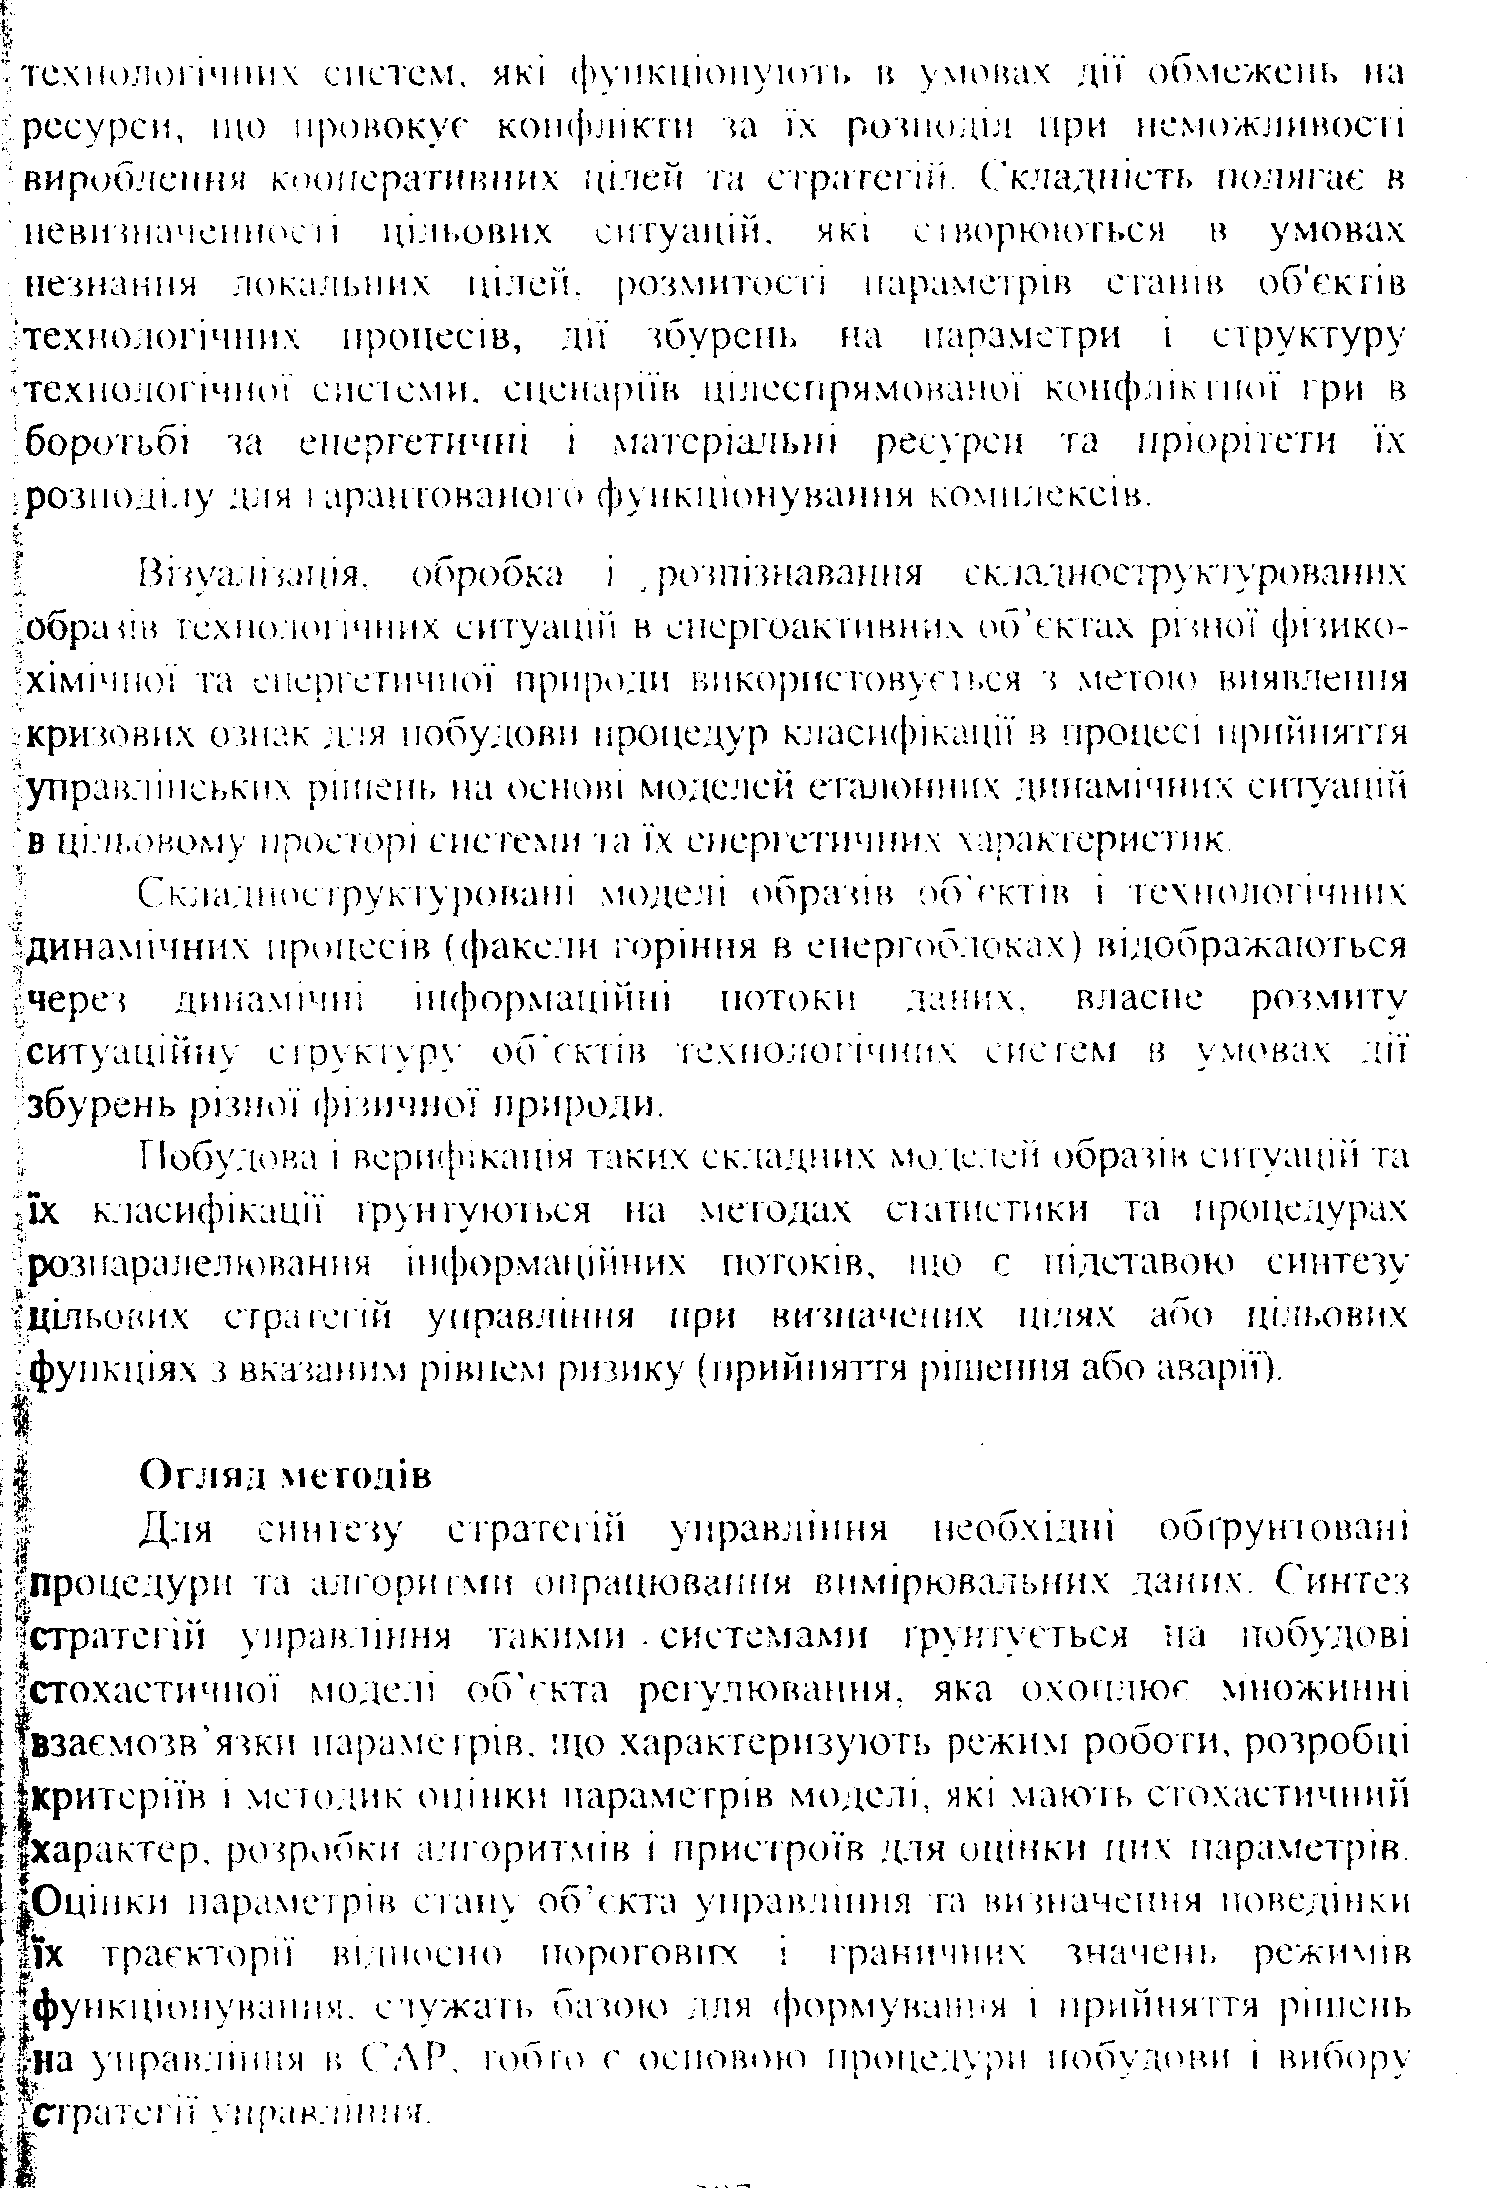 технологічних систем, які функціонують в умовах дії обмежень на
ресурси, що провокує конфлікти за їх розподіл при неможливості
вироблення кооперативних цілей та стратегій. Складність полягає в
невизначенності цільових ситуацій, які створюються в умовах
незнання локальних цілей, розмитості параметрів станів об'єктів
технологічних процесів, дії збурень на параметри і структуру
технологічної системи, сценаріїв цілеспрямованої конфліктної гри в
боротьбі за енергетичні і матеріальні ресурси та пріорітети їх
розподілу для гарантованого функціонування комплексів.
Візуалізація, обробка і розпізнавання складноструктурованих
образів технологічних ситуацій в енергоактивних об'єктах різної фізико-
хімічної та енергетичної природи використовується з метою виявлення
кризових ознак для побудови процедур класифікації в процесі прийняття
управлінських рішень на основі моделей еталонних динамічних ситуацій
в цільовому просторі системи та їх енергетичних характеристик.
Складноструктуровані моделі образів об'єктів і технологічних
динамічних процесів (факели горіння в енергоблоках) відображаються
через динамічні інформаційні потоки даних, власне розмиту
ситуаційну структуру об'єктів технологічних систем в умовах дії
збурень різної фізичної природи.
Побудова і верифікація таких складних моделей образів ситуацій та
їх класифікації ґрунтуються на методах статистики та процедурах
розпаралелювання інформаційних потоків, що є підставою синтезу
цільових стратегій управління при визначених цілях або цільових
функціях з вказаним рівнем ризику (прийняття рішення або аварії).
Огляд методів
Для синтезу стратегій управління необхідні обґрунтовані
процедури та алгоритми опрацювання вимірювальних даних. Синтез
стратегій управління такими системами ґрунтується на побудові
стохастичної моделі об'єкта регулювання, яка охоплює множинні
взаємозв'язки параметрів, що характеризують режим роботи, розробці
критеріїв і методик оцінки параметрів моделі, які мають стохастичний
характер, розробки алгоритмів і пристроїв для оцінки цих параметрів.
Оцінки параметрів стану об'єкта управління та визначення поведінки
їх траєкторії відносно порогових і граничних значень режимів
функціонування, служать базою для формування і прийняття рішень
на управління в САР, тобто є основою процедури побудови і вибору
стратегії управління.